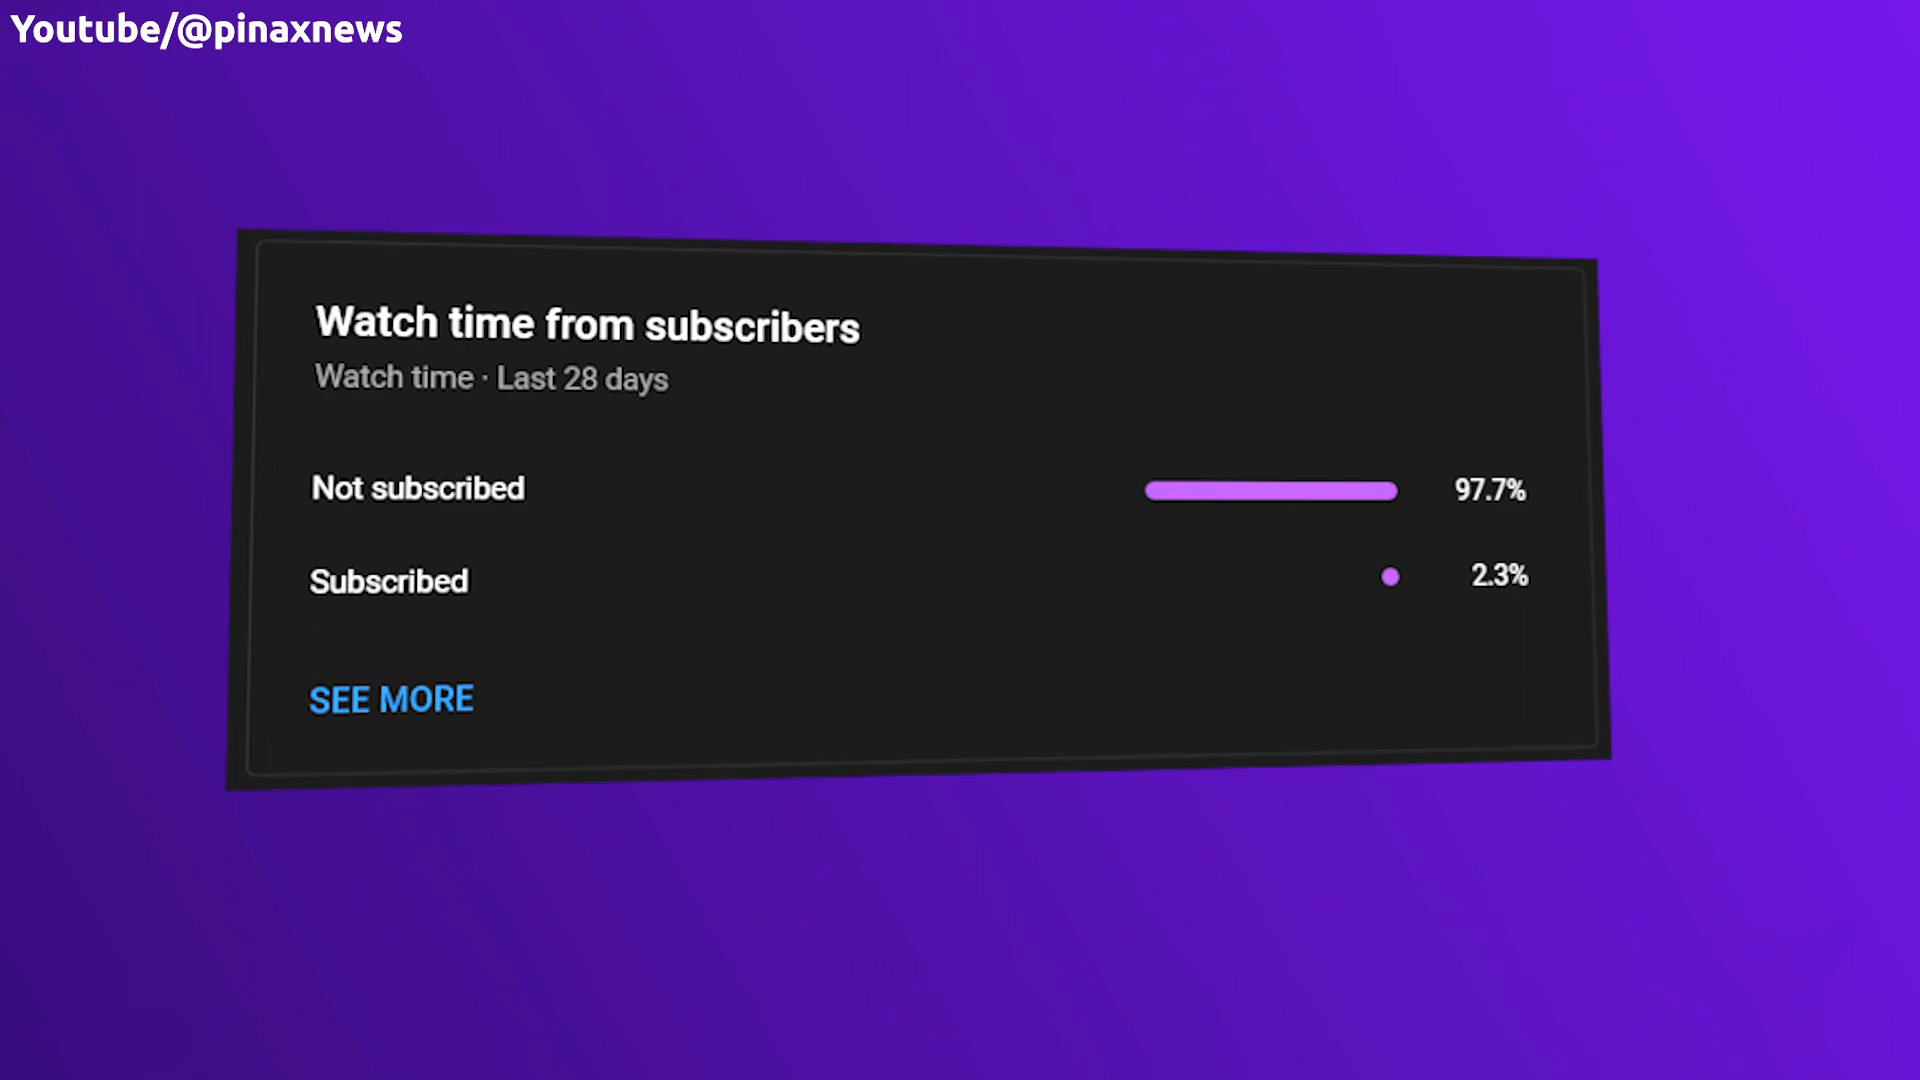 Youtube/@pinaxnews
Watch time from subscribers
Watch time · Last 28 days
Not subscribed 97.7%
Subscribed 2.3%
SEE MORE